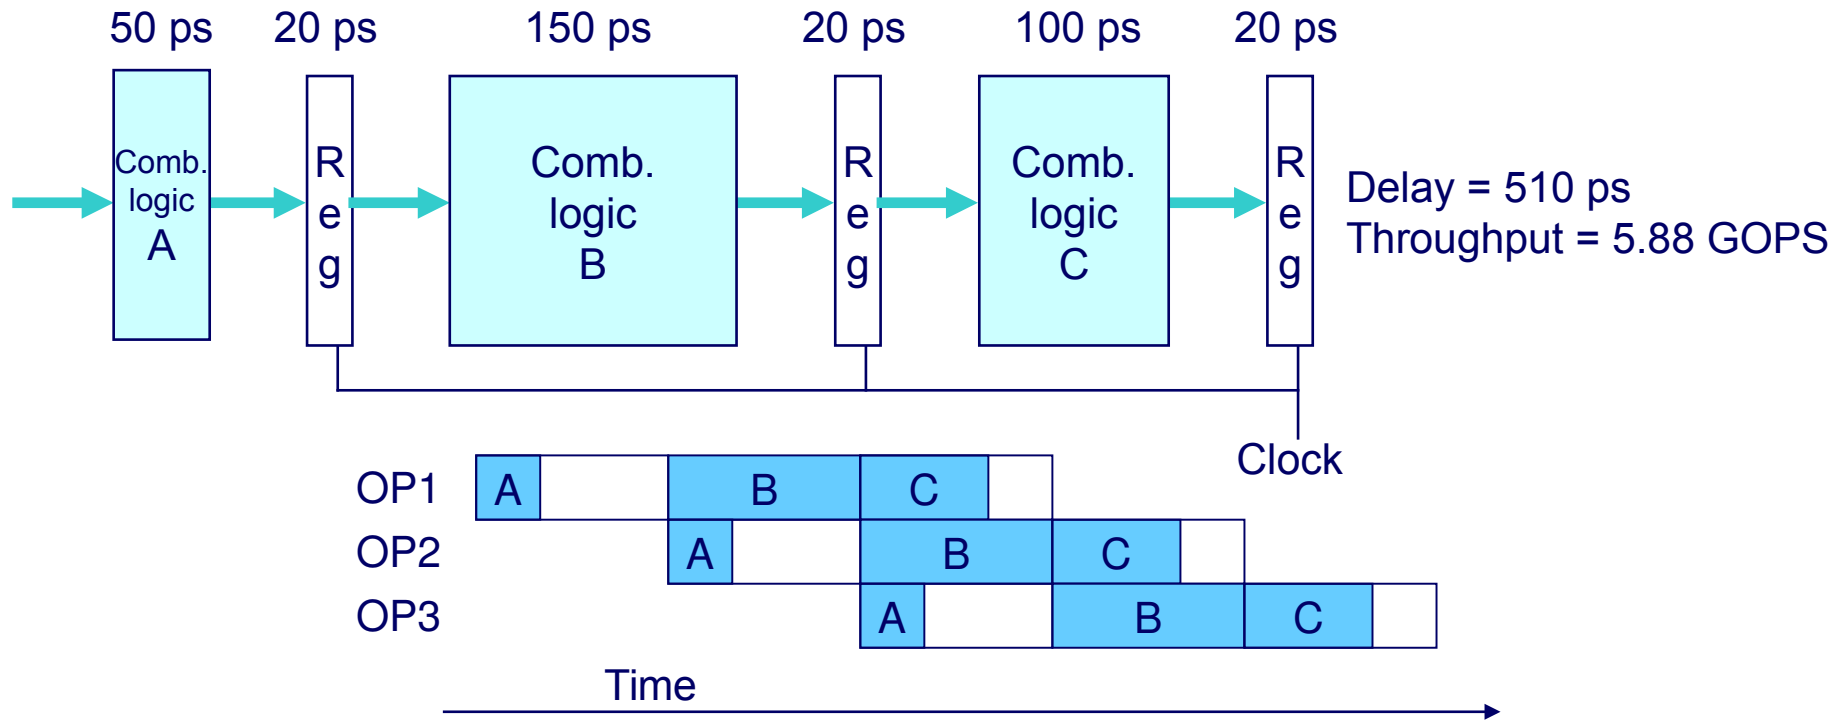 50 ps 20 ps 150 ps 20 ps 100 ps 20 ps
Comb.
logic
A
R
e
g
Comb.
logic
B
R
e
g
Comb.
logic
C
R
e
g
Delay = 510 ps
Throughput = 5.88 GOPS
Clock
OP1 A B C
OP2 A B C
OP3 A B C
Time